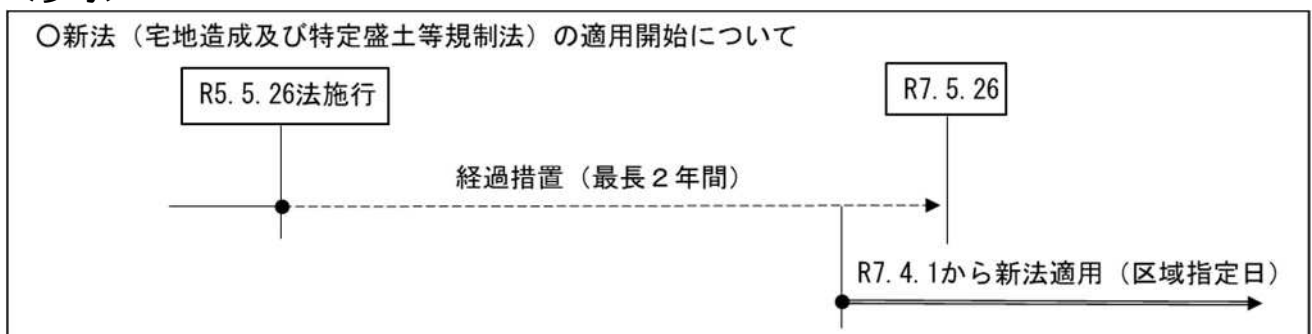 〇新法（宅地造成及び特定盛土等規制法）の適用開始について
R5.5.26法施行
R7.5.26
経過措置（最長２年間）
R7.4.1から新法適用（区域指定日）